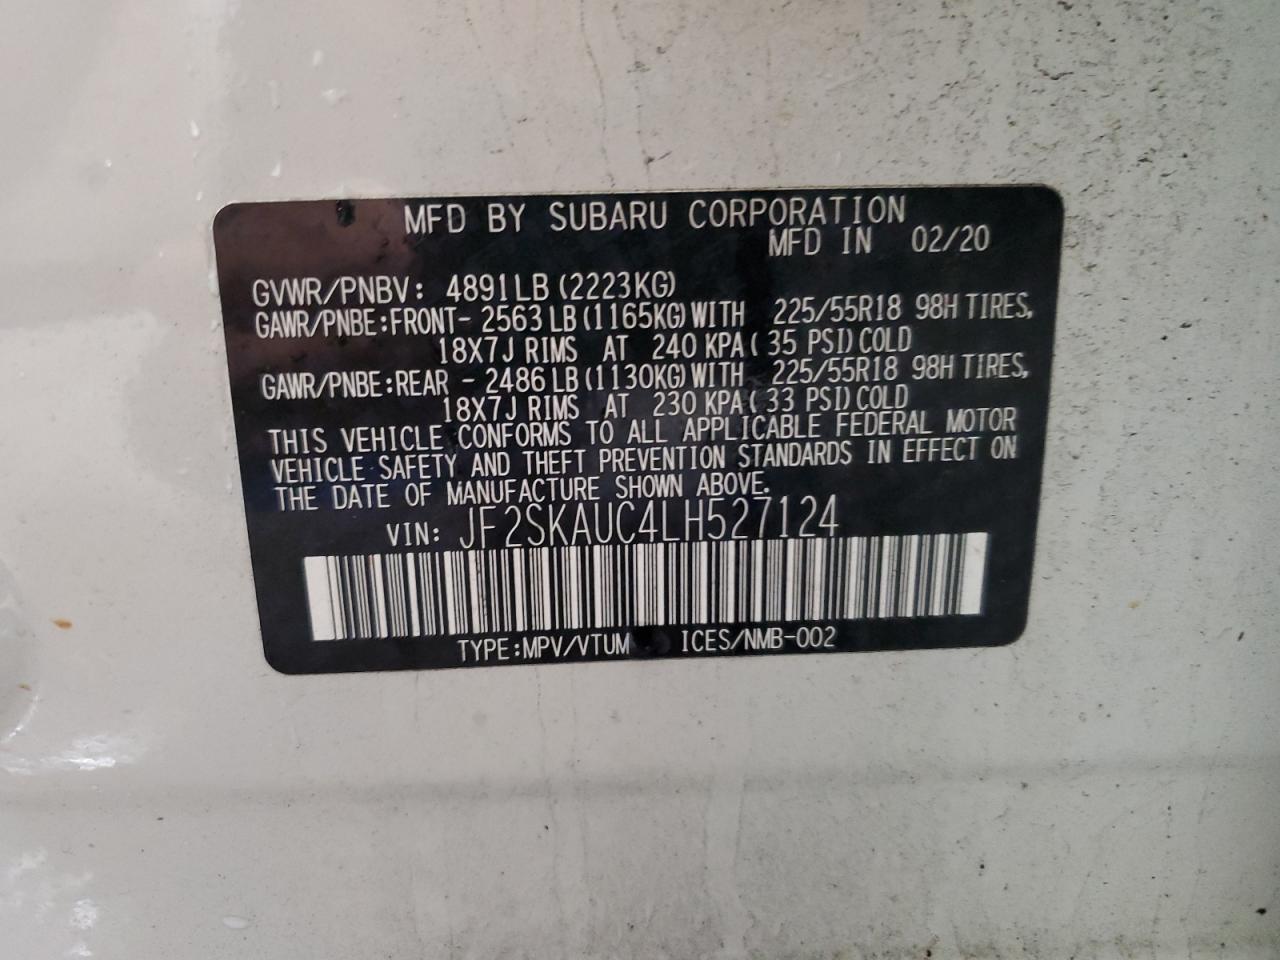 MFD BY SUBARU CORPORATION
MFD IN 02/20
GVWR/PNBV: 4891LB (2223KG)
GAWR/PNBE:FRONT- 2563LB (1165KG) WITH 225/55R18 98H TIRES,
18X7J RIMS AT 240 KPA( 35 PSI) COLD
GAWR/PNBE:REAR - 2486LB (1130KG) WITH 225/55R18 98H TIRES,
18X7J RIMS AT 230 KPA( 33 PSI) COLD
THIS VEHICLE CONFORMS TO ALL APPLICABLE FEDERAL MOTOR
VEHICLE SAFETY AND THEFT PREVENTION STANDARDS IN EFFECT ON
THE DATE OF MANUFACTURE SHOWN ABOVE.
VIN: JF2SKAUC4LH527124
TYPE:MPV/VTUM ICES/NMB-002